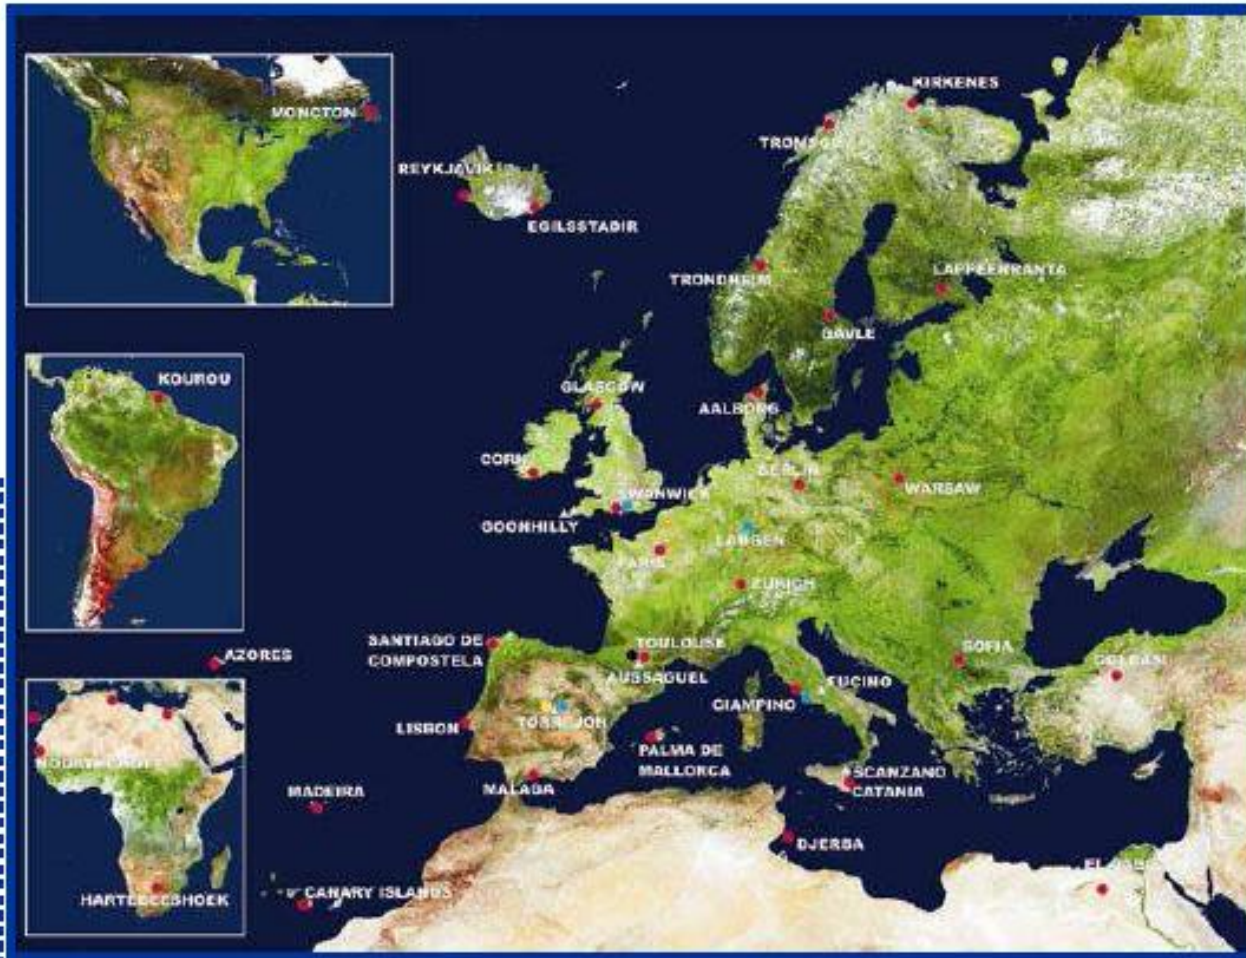 MONCTON
KIRKENES
TROMSOE
REYKJAVIK
EGILSSTADIR
TRONDHEIM
LAPPEENRANTA
GAVLE
KOUROU
GLASGOW
AALBORG
CORK
BERLIN
WARSAW
SWANWICK
GOONHILLY
LANGEN
PARIS
ZURICH
SANTIAGO DE
COMPOSTELA
TOULOUSE
AUSSAGUEL
SOFIA
GOLBASI
AZORES
FUCINO
CIAMPINO
LISBON
TORREJON
PALMA DE
MALLORCA
MALAGA
SCANZANO
CATANIA
MADEIRA
DJERBA
CANARY ISLANDS
HARTEBEESHOEK